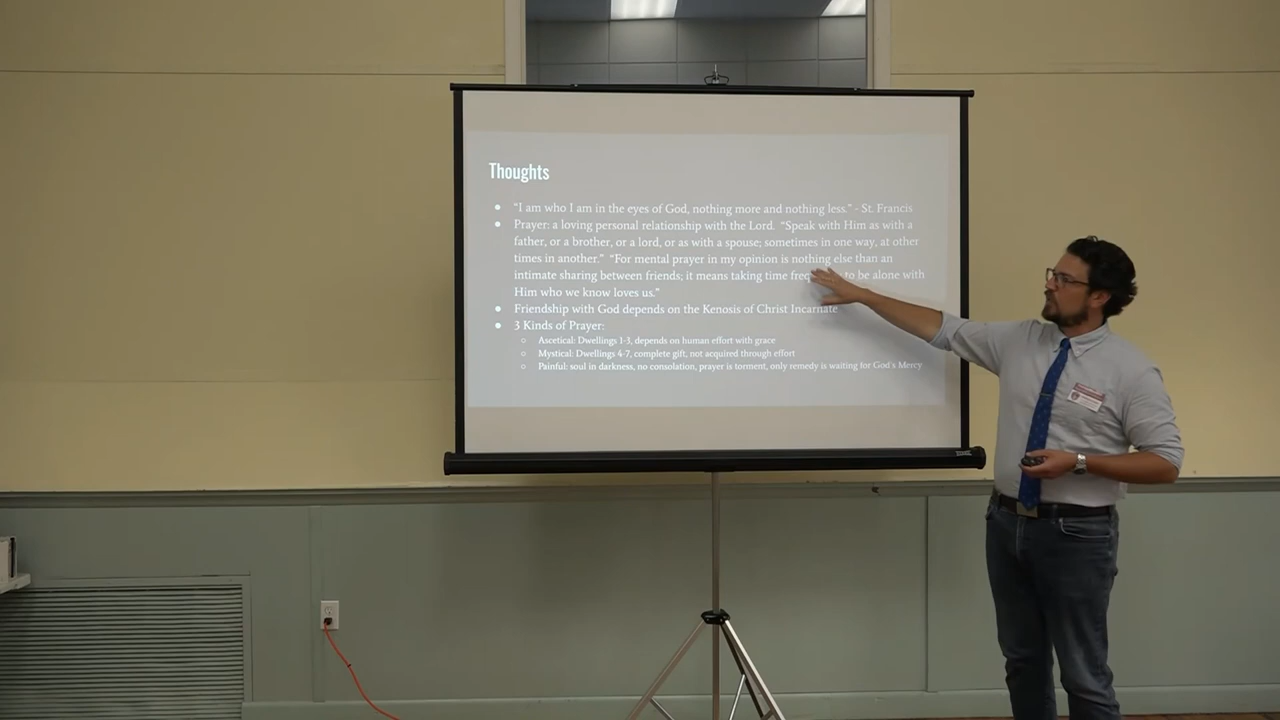 Thoughts
● "I am who I am in the eyes of God, nothing more and nothing less." - St. Francis
● Prayer: a loving personal relationship with the Lord. "Speak with Him as with a
father, or a brother, or a lord, or as with a spouse; sometimes in one way, at other
times in another." "For mental prayer in my opinion is nothing else than an
intimate sharing between friends; it means taking time to be alone with
Him who we know loves us."
● Friendship with God depends on the Kenosis of Christ Incarnate
● 3 Kinds of Prayer:
○ Ascetical: Dwellings 1-3, depends on human effort with grace
○ Mystical: Dwellings 4-7, complete gift, not acquired through effort
○ Painful: soul in darkness, no consolation, prayer is torment, only remedy is waiting for God's Mercy